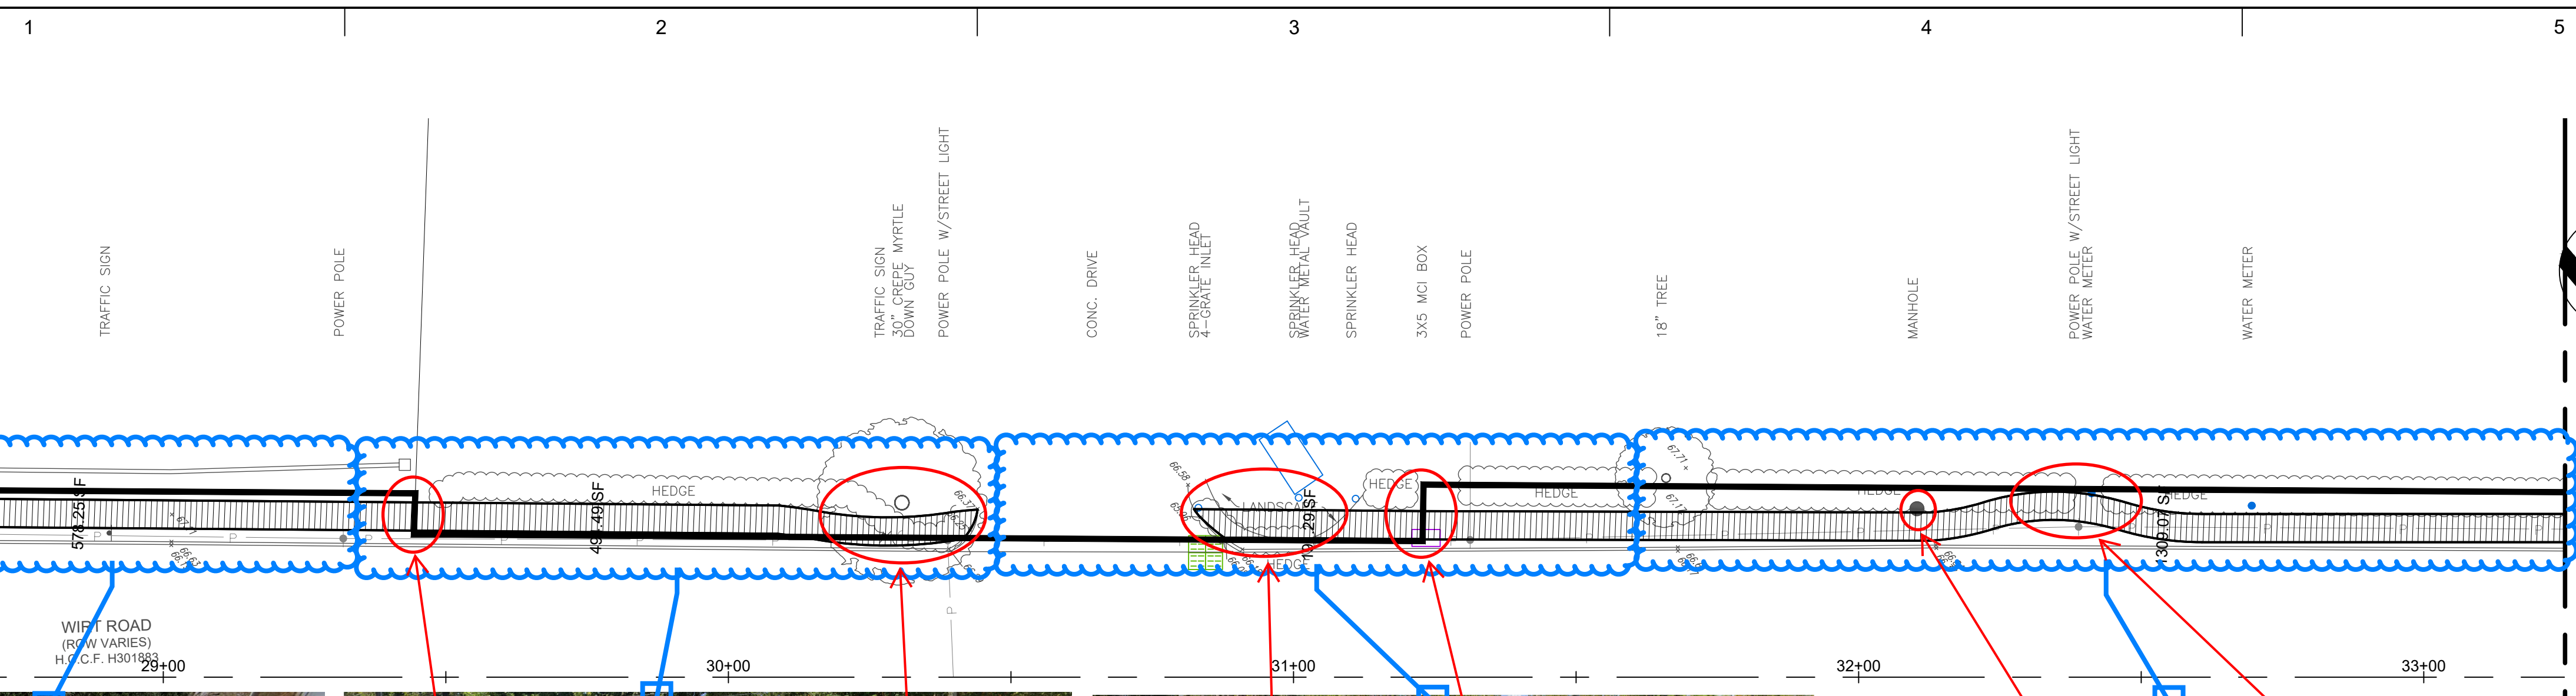 1
2
3
4
5
TRAFFIC SIGN
POWER POLE
TRAFFIC SIGN
30" CREPE MYRTLE
DOWN GUY
POWER POLE W/STREET LIGHT
CONC. DRIVE
SPRINKLER HEAD
4-GRATE INLET
SPRINKLER HEAD
WATER METAL VAULT
SPRINKLER HEAD
3X5 MCI BOX
POWER POLE
18" TREE
MANHOLE
POWER POLE W/STREET LIGHT
WATER METER
WATER METER
578.25 SF
HEDGE
66.58
LANDSCAPE
HEDGE
HEDGE
67.71
HEDGE
HEDGE
1309.07 SF
HEDGE
P
P
P
P
P
P
P
P
P
P
P
WIRT ROAD
(ROW VARIES)
H.C.C.F. H301883
29+00
30+00
31+00
32+00
33+00